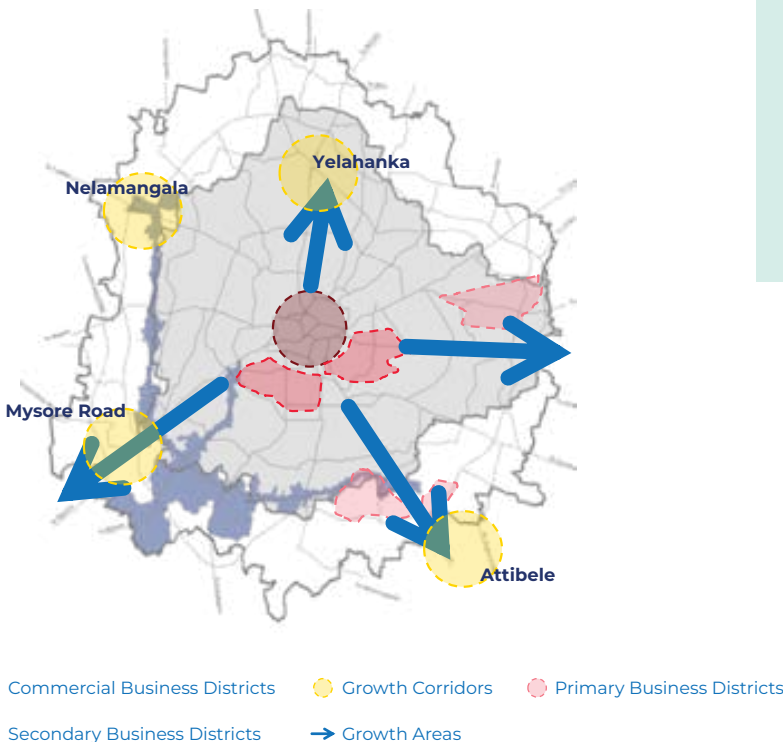 Yelahanka
Nelamangala
Mysore Road
Attibele
Commercial Business Districts Growth Corridors Primary Business Districts
Secondary Business Districts Growth Areas